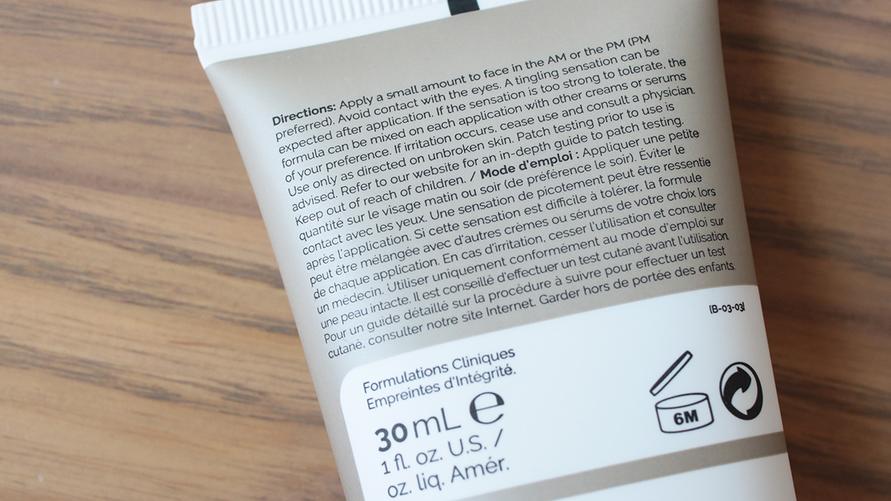 Directions: Apply a small amount to face in the AM or the PM (PM
preferred). Avoid contact with the eyes. A tingling sensation can be
expected after application. If the sensation is too strong to tolerate, the
formula can be mixed on each application with other creams or serums
of your preference. If irritation occurs, cease use and consult a physician.
Use only as directed on unbroken skin. Patch testing prior to use is
advised. Refer to our website for an in-depth guide to patch testing.
Keep out of reach of children. / Mode d'emploi : Appliquer une petite
quantité sur le visage matin ou soir (de préférence le soir). Éviter le
contact avec les yeux. Une sensation de picotement peut être ressentie
après l'application. Si cette sensation est difficile à tolérer, la formule
peut être mélangée avec d'autres crèmes ou sérums de votre choix lors
de chaque application. En cas d'irritation, cesser l'utilisation et consulter
un médecin. Utiliser uniquement conformément au mode d'emploi sur
une peau intacte. Il est conseillé d'effectuer un test cutané avant l'utilisation.
Pour un guide détaillé sur la procédure à suivre pour effectuer un test
cutané, consulter notre site Internet. Garder hors de portée des enfants.
[B-03-03]
Formulations Cliniques
Empreintes d'Intégrité.
30 mL ℮
1 fl. oz. U.S. /
oz. liq. Amér.
6M